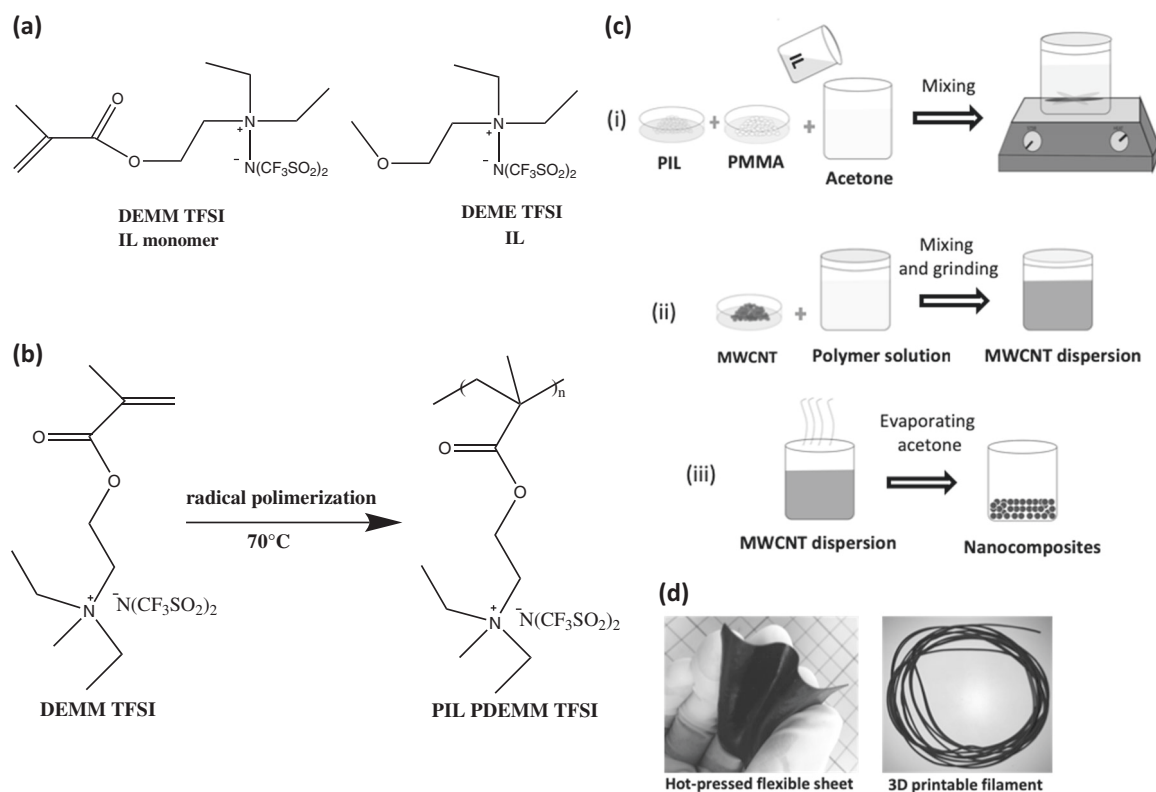 (a)
O
O
N
+
−
N(CF₃SO₂)₂
DEMM TFSI
IL monomer
O
N
+
−
N(CF₃SO₂)₂
DEME TFSI
IL
(b)
O
O
N
+
−
N(CF₃SO₂)₂
DEMM TFSI
radical polimerization
70°C
( )n
O
O
N
+
−
N(CF₃SO₂)₂
PIL PDEMM TFSI
(c)
(i)
IL
+
+
PIL
PMMA
Acetone
Mixing
(ii)
+
MWCNT
Polymer solution
Mixing
and grinding
MWCNT dispersion
(iii)
MWCNT dispersion
Evaporating
acetone
Nanocomposites
(d)
Hot-pressed flexible sheet
3D printable filament